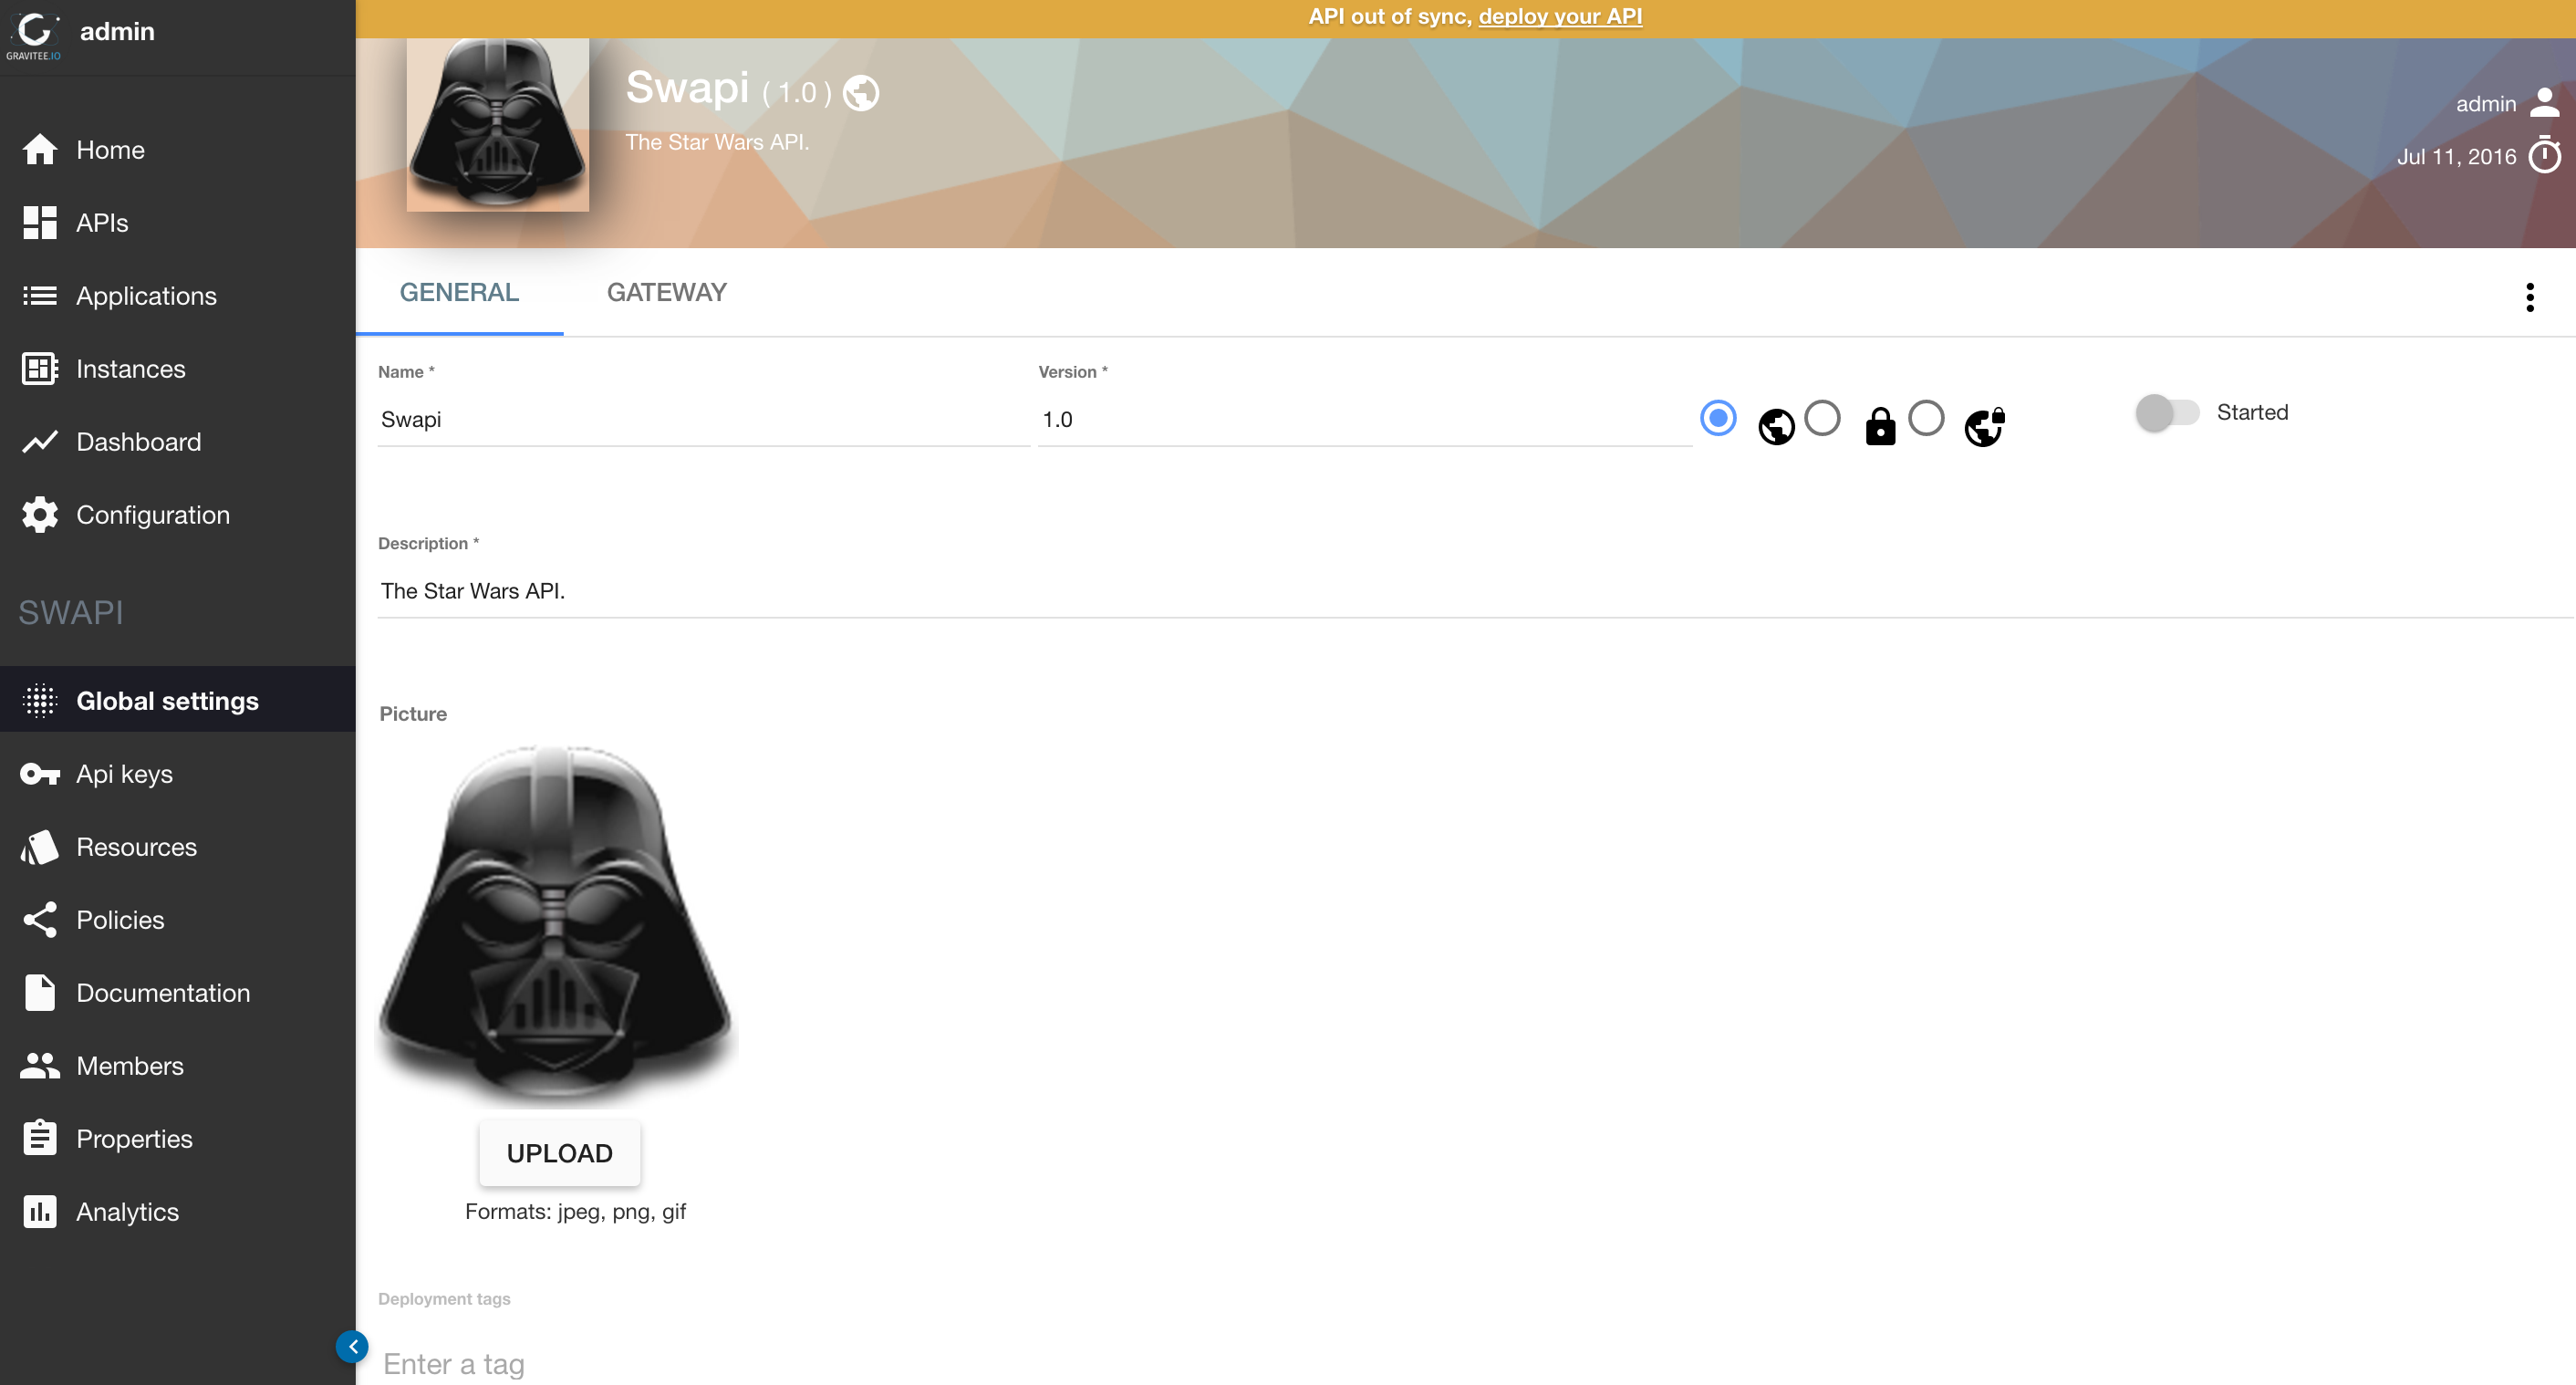 GRAVITEE.IO
admin
Home
APIs
Applications
Instances
Dashboard
Configuration
SWAPI
Global settings
Api keys
Resources
Policies
Documentation
Members
Properties
Analytics
API out of sync, deploy your API
Swapi ( 1.0 )
The Star Wars API.
admin
Jul 11, 2016
GENERAL GATEWAY
Name * Version *
Swapi 1.0 Started
Description *
The Star Wars API.
Picture
UPLOAD
Formats: jpeg, png, gif
Deployment tags
Enter a tag